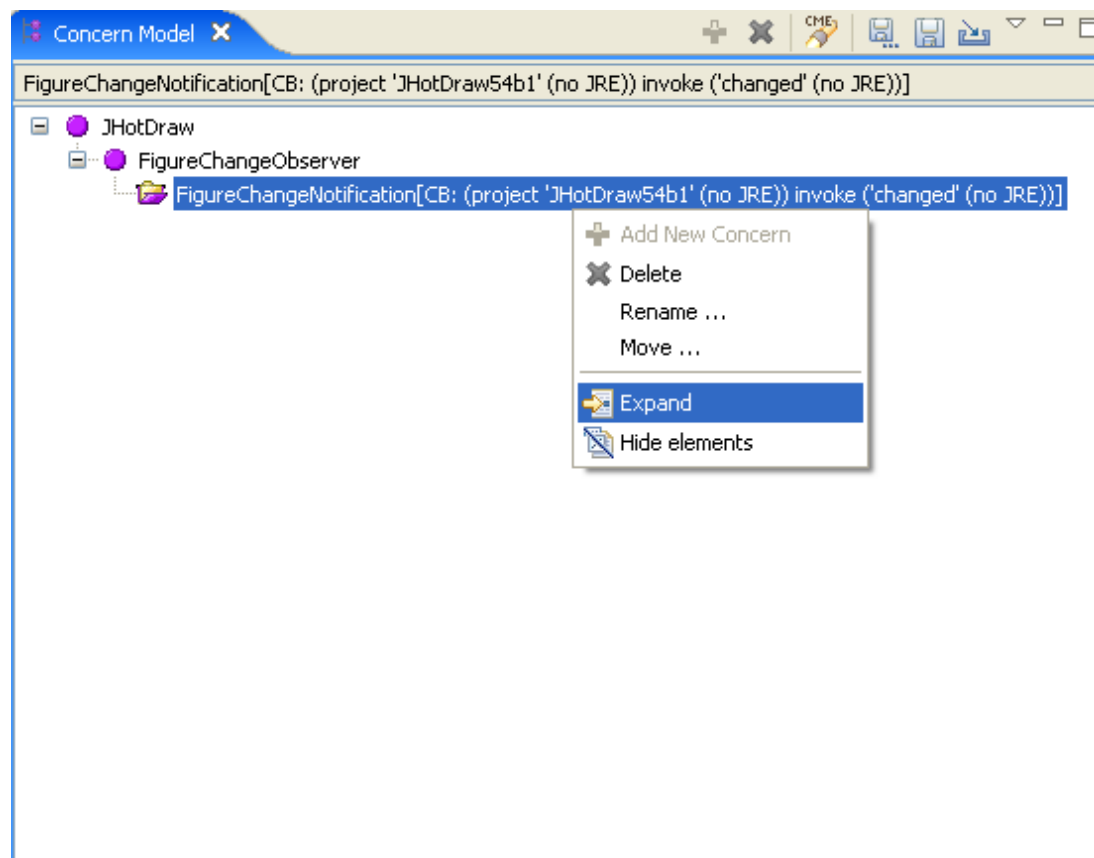 Concern Model
CME
FigureChangeNotification[CB: (project 'JHotDraw54b1' (no JRE)) invoke ('changed' (no JRE))]
JHotDraw
FigureChangeObserver
FigureChangeNotification[CB: (project 'JHotDraw54b1' (no JRE)) invoke ('changed' (no JRE))]
Add New Concern
Delete
Rename ...
Move ...
Expand
Hide elements